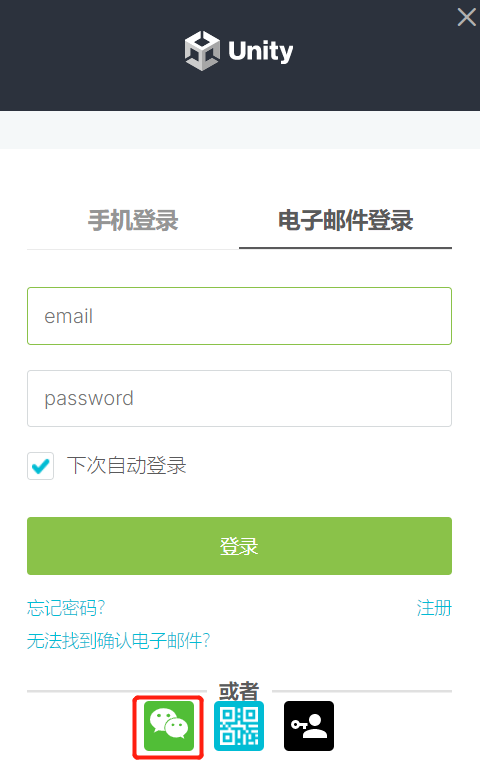 Unity
手机登录 电子邮件登录
email
password
下次自动登录
登录
忘记密码? 注册
无法找到确认电子邮件?
或者